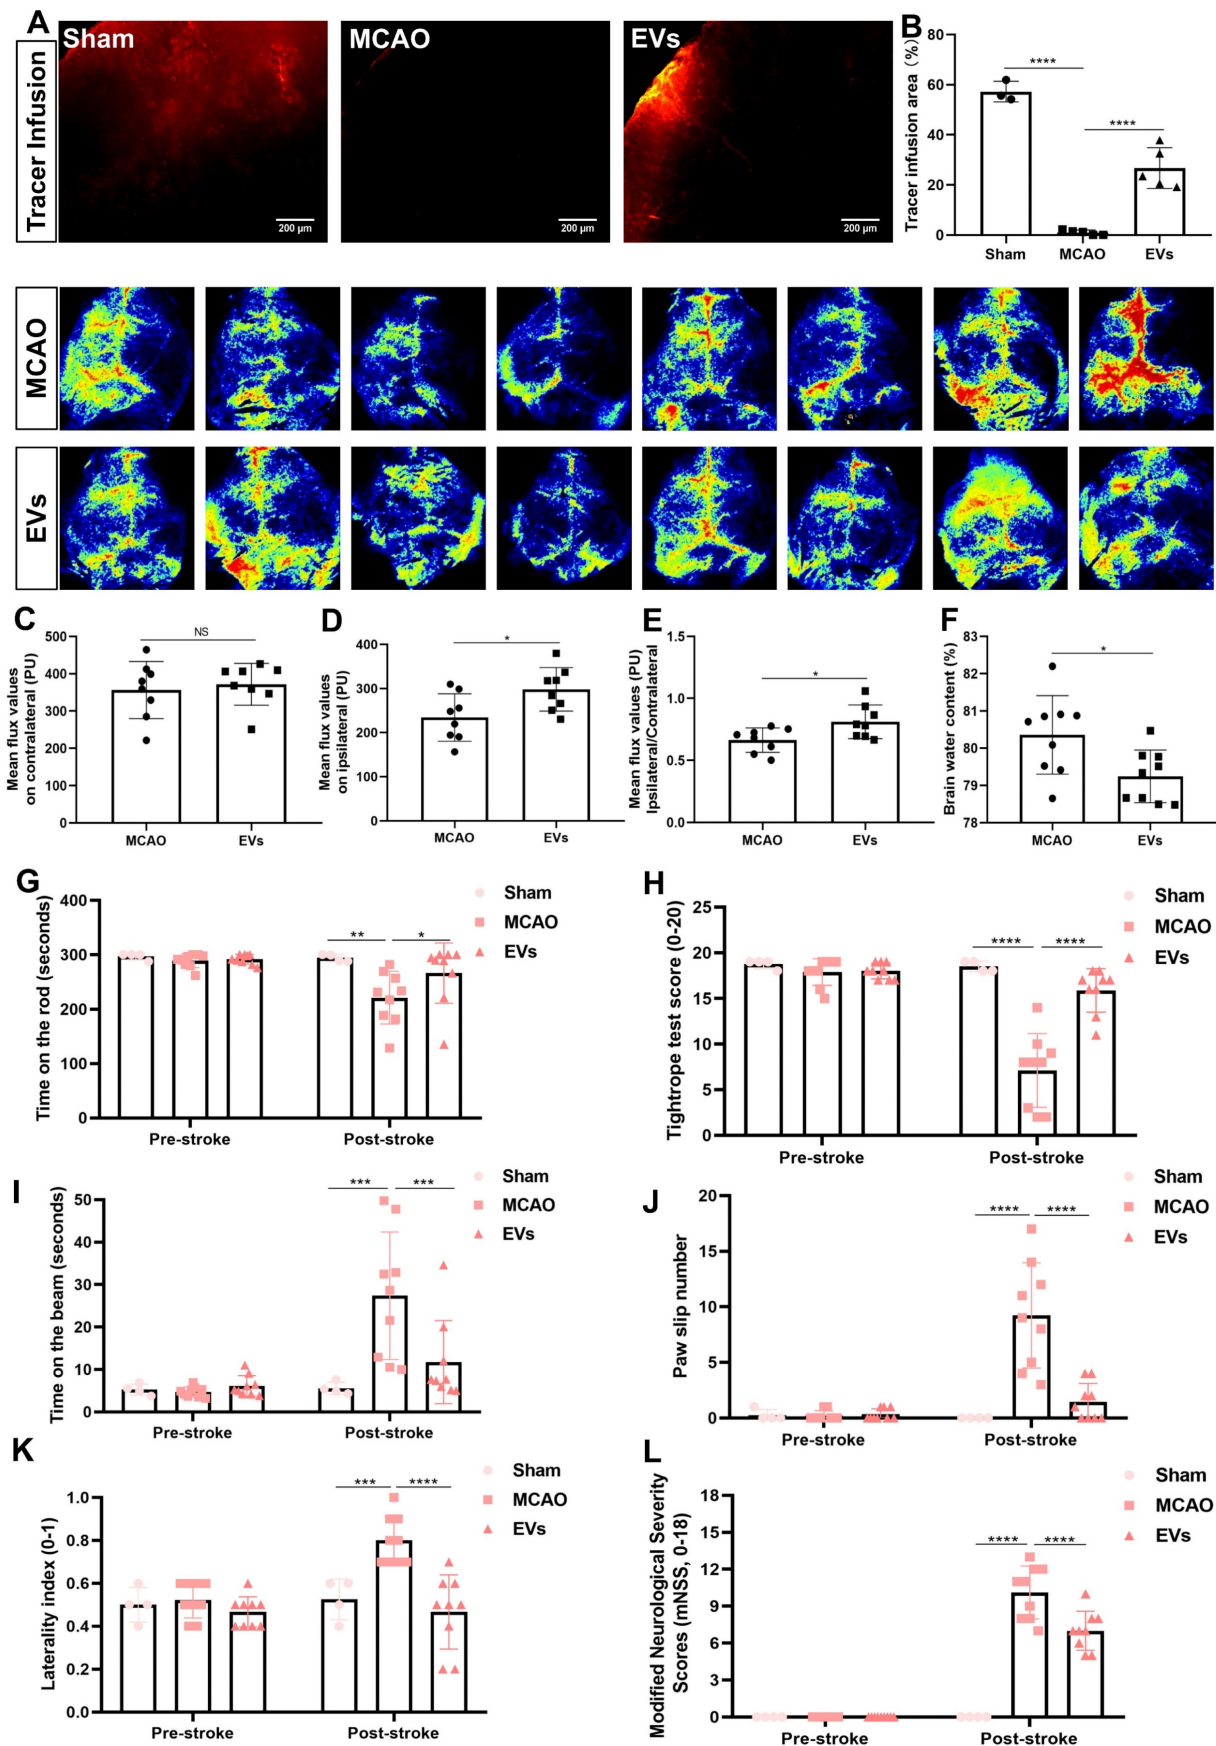 A
Tracer Infusion
Sham
MCAO
EVs
200 μm
200 μm
200 μm
B
Tracer infusion area (%)
80
60
40
20
0
****
****
Sham
MCAO
EVs
MCAO
EVs
C
Mean flux values
on contralateral (PU)
500
400
300
200
100
0
NS
MCAO
EVs
D
Mean flux values
on ipsilateral (PU)
400
300
200
100
0
*
MCAO
EVs
E
Mean flux values (PU)
Ipsilateral/Contralateral
1.5
1.0
0.5
0.0
*
MCAO
EVs
F
Brain water content (%)
83
82
81
80
79
78
*
MCAO
EVs
G
Time on the rod (seconds)
400
300
200
100
0
**
*
Sham
MCAO
EVs
Pre-stroke
Post-stroke
H
Tightrope test score (0-20)
25
20
15
10
5
0
****
****
Sham
MCAO
EVs
Pre-stroke
Post-stroke
I
Time on the beam (seconds)
50
40
30
20
10
0
***
***
Sham
MCAO
EVs
Pre-stroke
Post-stroke
J
Paw slip number
20
15
10
5
0
****
****
Sham
MCAO
EVs
Pre-stroke
Post-stroke
K
Laterality index (0-1)
1.0
0.8
0.6
0.4
0.2
0.0
***
****
Sham
MCAO
EVs
Pre-stroke
Post-stroke
L
Modified Neurological Severity
Scores (mNSS, 0-18)
18
15
12
9
6
3
0
****
****
Sham
MCAO
EVs
Pre-stroke
Post-stroke